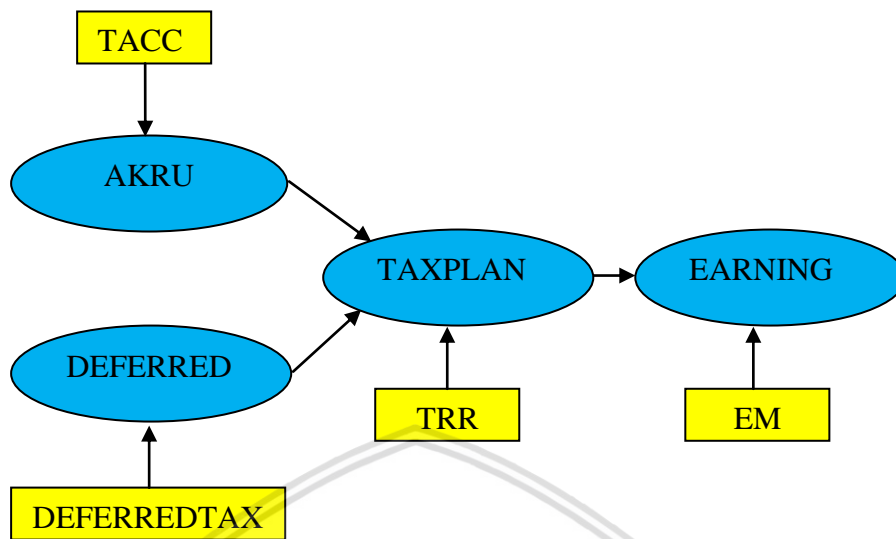 TACC
AKRU
TAXPLAN
EARNING
DEFERRED
TRR
EM
DEFERREDTAX